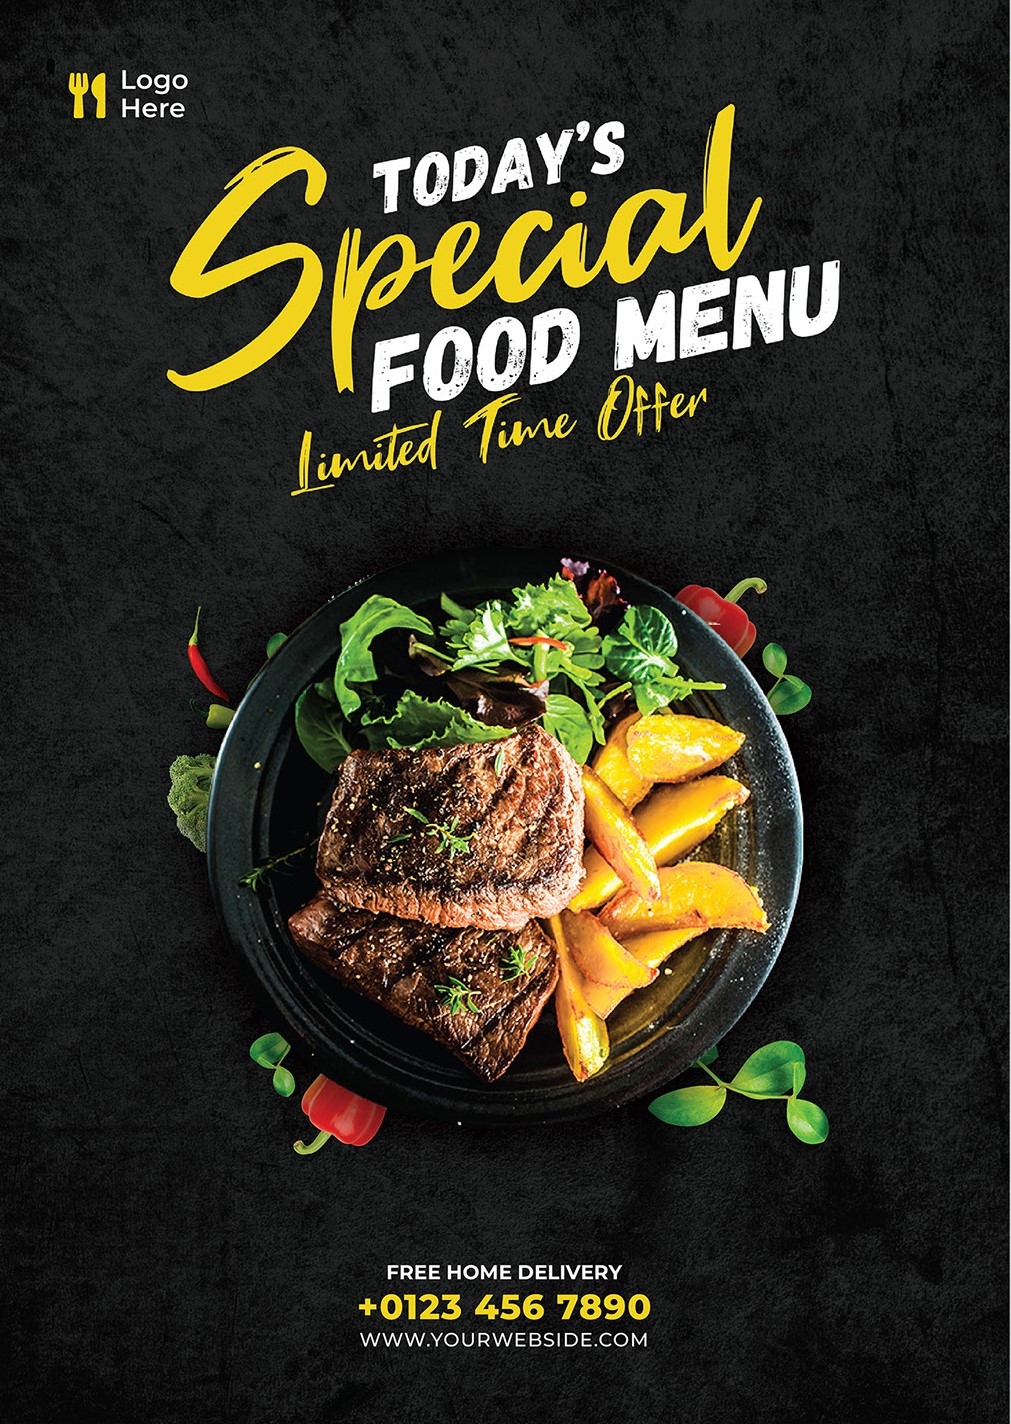 Logo
Here
TODAY'S
Special
FOOD MENU
Limited Time Offer
FREE HOME DELIVERY
+0123 456 7890
WWW.YOURWEBSIDE.COM